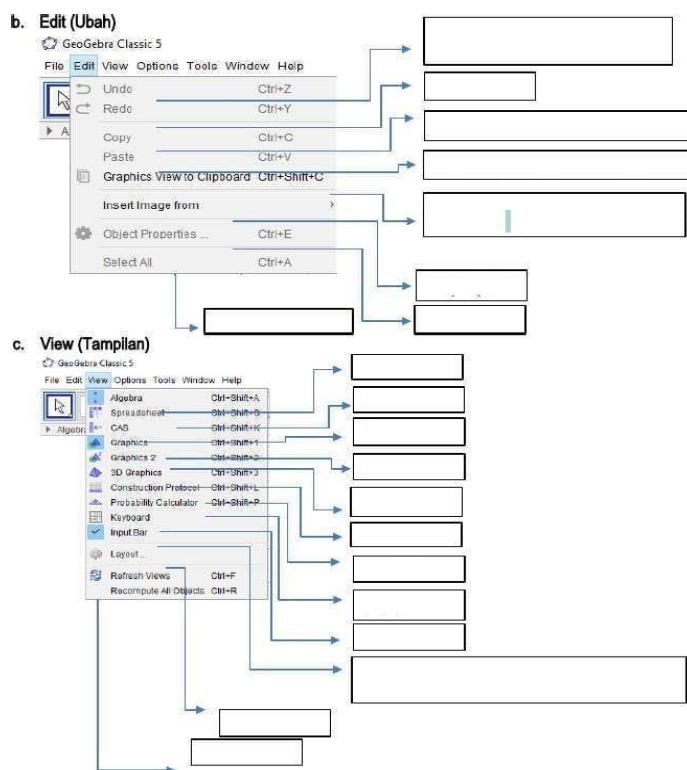 b. Edit (Ubah)
GeoGebra Classic 5
File Edit View Options Tools Window Help
Undo Ctrl+Z
Redo Ctrl+Y
A
Copy Ctrl+C
Paste Ctrl+V
Graphics View to Clipboard Ctrl+Shift+C
Insert Image from
Object Properties ... Ctrl+E
Select All Ctrl+A
c. View (Tampilan)
GeoGebra Classic 5
File Edit View Options Tools Window Help
Algebra Ctrl+Shift+A
Spreadsheet Ctrl+Shift+S
Algebra CAS Ctrl+Shift+K
Graphics Ctrl+Shift+1
Graphics 2 Ctrl+Shift+2
3D Graphics Ctrl+Shift+3
Construction Protocol Ctrl+Shift+L
Probability Calculator Ctrl+Shift+P
Keyboard
Input Bar
Layout ...
Refresh Views Ctrl+F
Recompute All Objects Ctrl+R